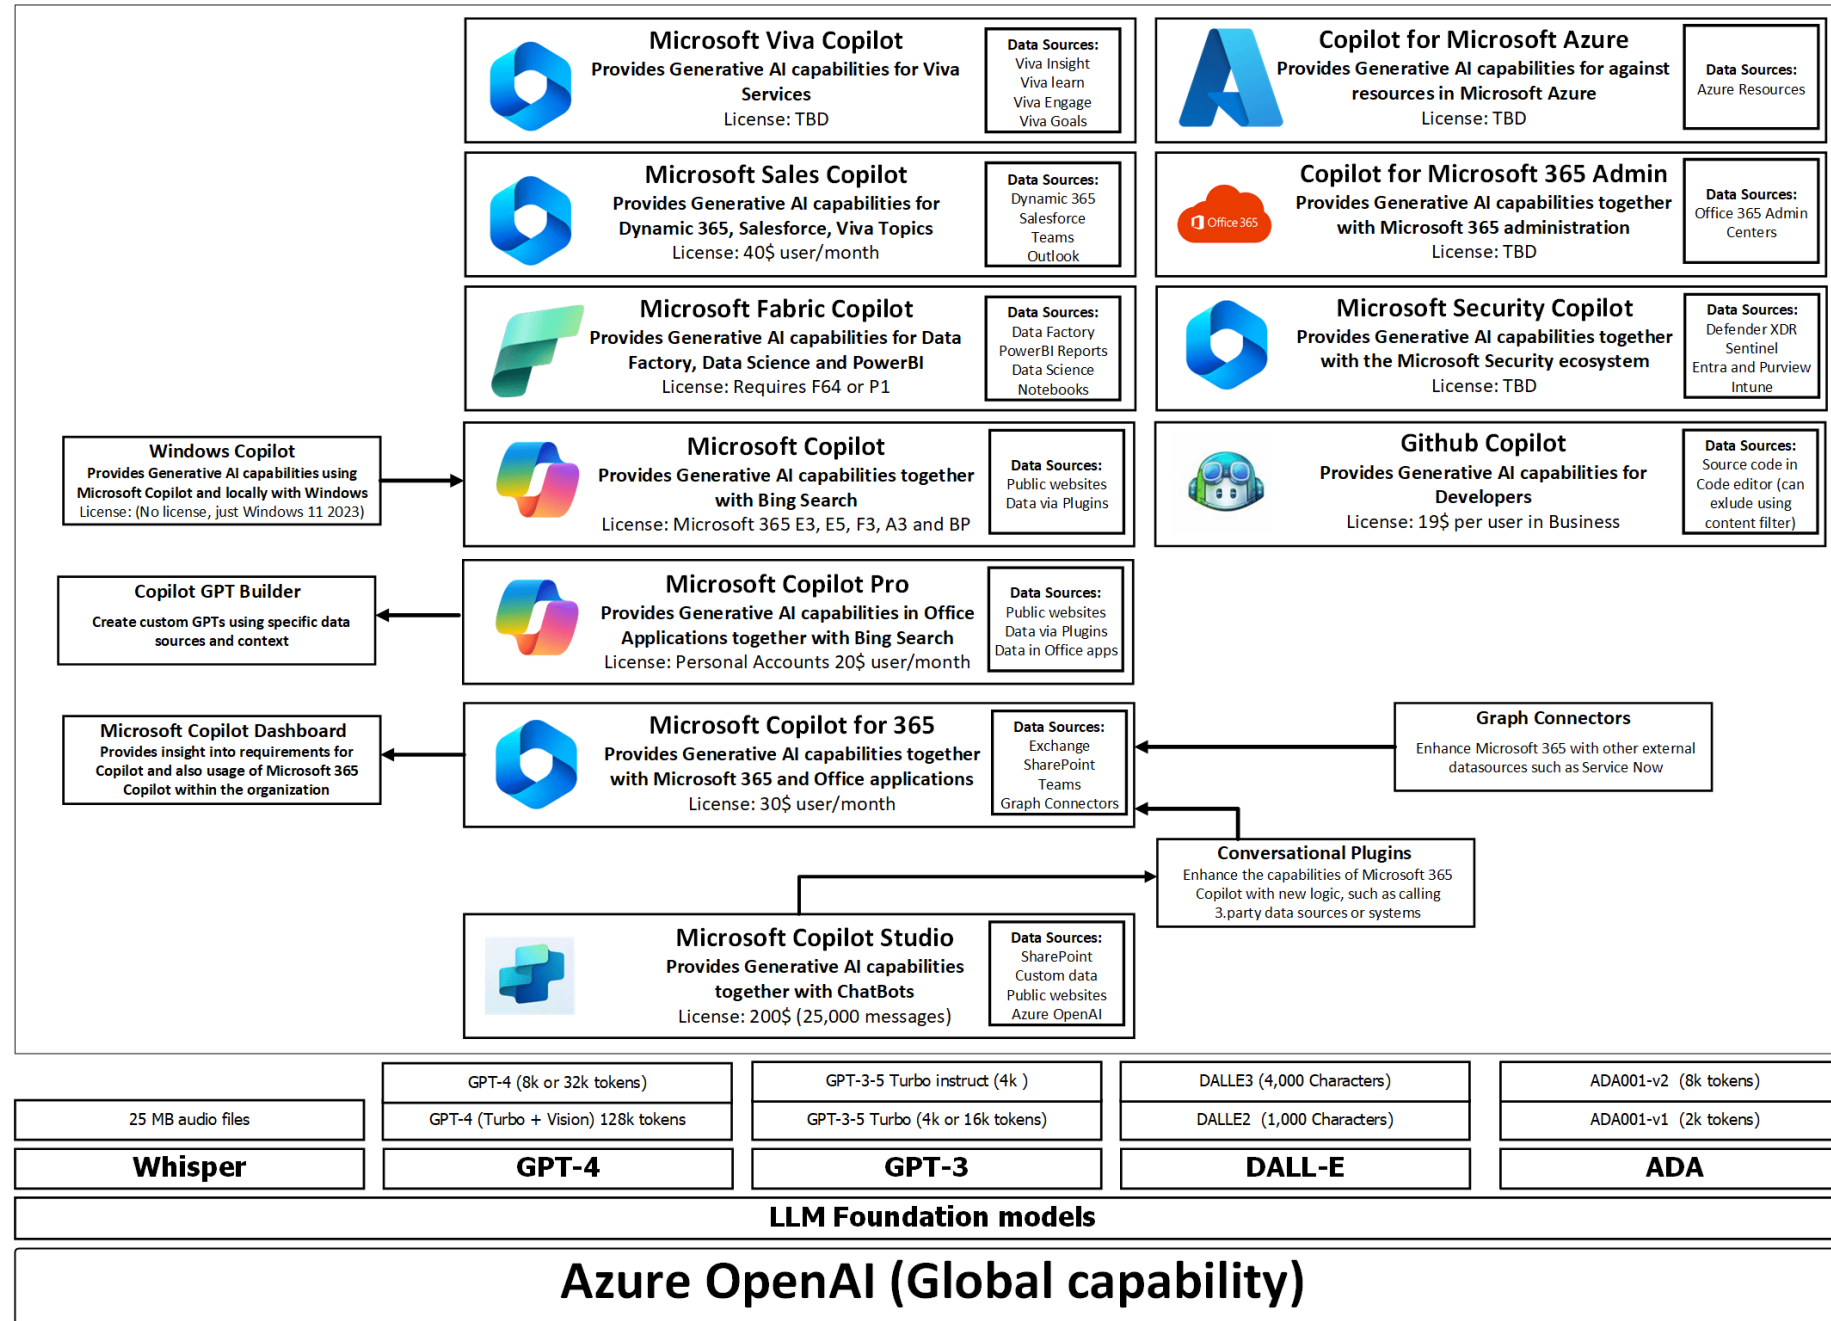 Microsoft Viva Copilot
Provides Generative AI capabilities for Viva
Services
License: TBD
Data Sources:
Viva Insight
Viva learn
Viva Engage
Viva Goals
Copilot for Microsoft Azure
Provides Generative AI capabilities for against
resources in Microsoft Azure
License: TBD
Data Sources:
Azure Resources
Microsoft Sales Copilot
Provides Generative AI capabilities for
Dynamic 365, Salesforce, Viva Topics
License: 40$ user/month
Data Sources:
Dynamic 365
Salesforce
Teams
Outlook
Office 365
Copilot for Microsoft 365 Admin
Provides Generative AI capabilities together
with Microsoft 365 administration
License: TBD
Data Sources:
Office 365 Admin
Centers
Microsoft Fabric Copilot
Provides Generative AI capabilities for Data
Factory, Data Science and PowerBI
License: Requires F64 or P1
Data Sources:
Data Factory
PowerBI Reports
Data Science
Notebooks
Microsoft Security Copilot
Provides Generative AI capabilities together
with the Microsoft Security ecosystem
License: TBD
Data Sources:
Defender XDR
Sentinel
Entra and Purview
Intune
Windows Copilot
Provides Generative AI capabilities using
Microsoft Copilot and locally with Windows
License: (No license, just Windows 11 2023)
Microsoft Copilot
Provides Generative AI capabilities together
with Bing Search
License: Microsoft 365 E3, E5, F3, A3 and BP
Data Sources:
Public websites
Data via Plugins
Github Copilot
Provides Generative AI capabilities for
Developers
License: 19$ per user in Business
Data Sources:
Source code in
Code editor (can
exlude using
content filter)
Copilot GPT Builder
Create custom GPTs using specific data
sources and context
Microsoft Copilot Pro
Provides Generative AI capabilities in Office
Applications together with Bing Search
License: Personal Accounts 20$ user/month
Data Sources:
Public websites
Data via Plugins
Data in Office apps
Microsoft Copilot Dashboard
Provides insight into requirements for
Copilot and also usage of Microsoft 365
Copilot within the organization
Microsoft Copilot for 365
Provides Generative AI capabilities together
with Microsoft 365 and Office applications
License: 30$ user/month
Data Sources:
Exchange
SharePoint
Teams
Graph Connectors
Graph Connectors
Enhance Microsoft 365 with other external
datasources such as Service Now
Conversational Plugins
Enhance the capabilities of Microsoft 365
Copilot with new logic, such as calling
3.party data sources or systems
Microsoft Copilot Studio
Provides Generative AI capabilities
together with ChatBots
License: 200$ (25,000 messages)
Data Sources:
SharePoint
Custom data
Public websites
Azure OpenAI
GPT-4 (8k or 32k tokens)
GPT-3-5 Turbo instruct (4k )
DALLE3 (4,000 Characters)
ADA001-v2 (8k tokens)
25 MB audio files
GPT-4 (Turbo + Vision) 128k tokens
GPT-3-5 Turbo (4k or 16k tokens)
DALLE2 (1,000 Characters)
ADA001-v1 (2k tokens)
Whisper
GPT-4
GPT-3
DALL-E
ADA
LLM Foundation models
Azure OpenAI (Global capability)